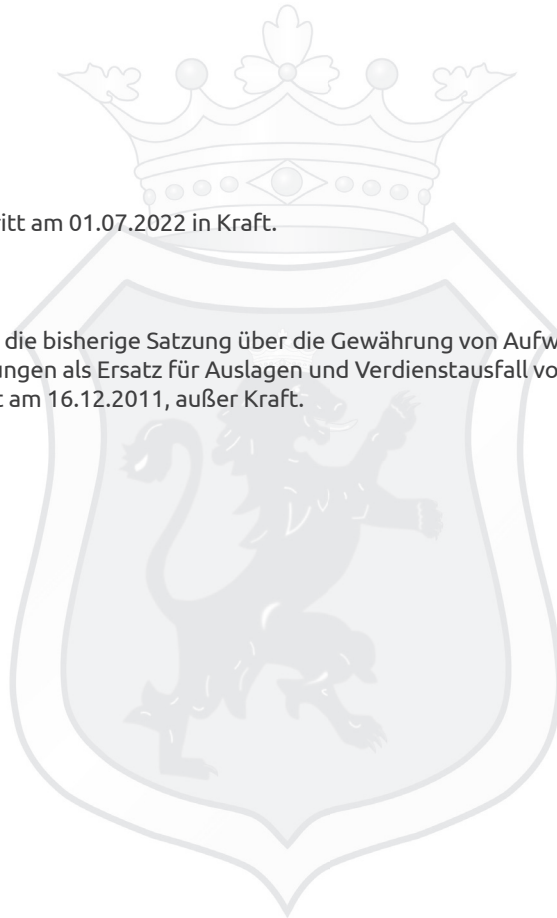 itt am 01.07.2022 in Kraft.
die bisherige Satzung über die Gewährung von Aufw
ungen als Ersatz für Auslagen und Verdienstausfall vo
t am 16.12.2011, außer Kraft.